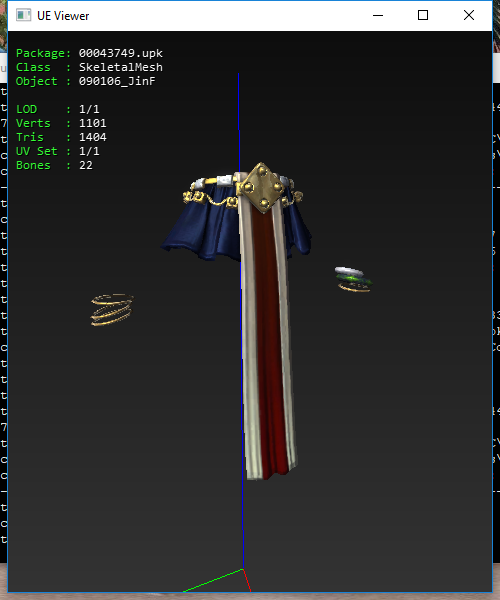 UE Viewer
Package: 00043749.upk
Class  : SkeletalMesh
Object : 090106_JinF
LOD    : 1/1
Verts  : 1101
Tris   : 1404
UV Set : 1/1
Bones  : 22